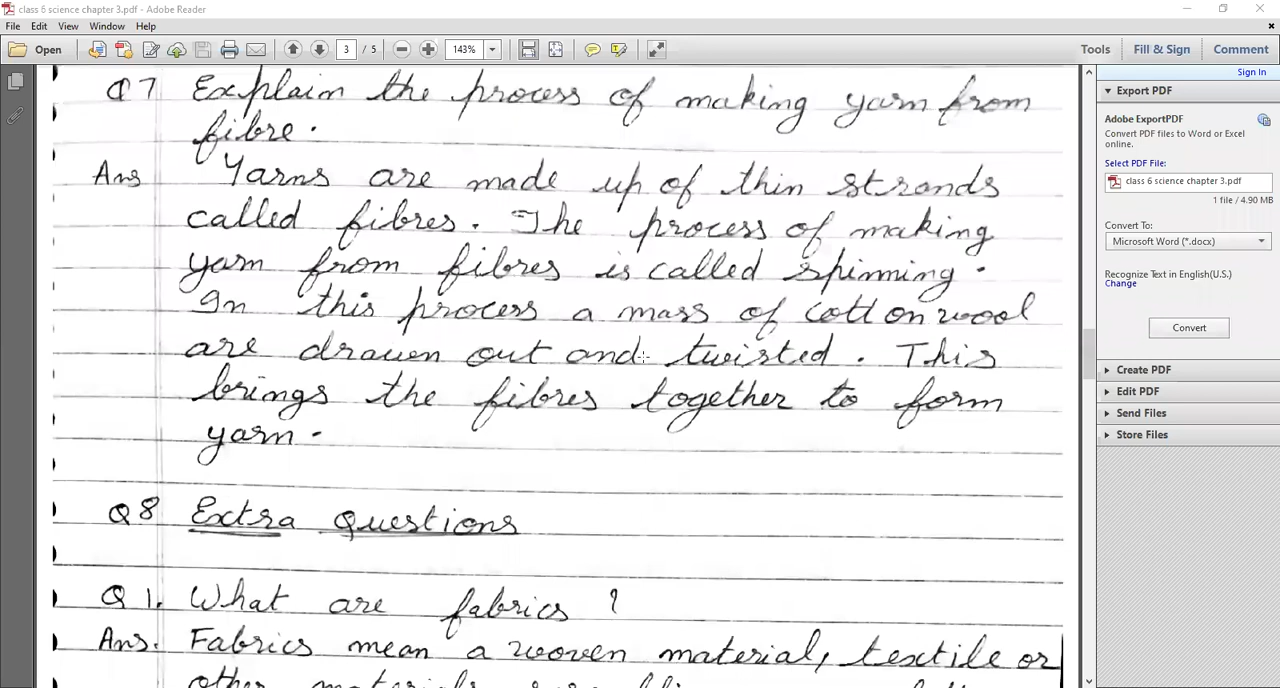 class 6 science chapter 3.pdf - Adobe Reader
File Edit View Window Help
Open 3 / 5 143% Tools Fill & Sign Comment
Sign In
Q7 Explain the process of making yarn from
fibre.
Ans Yarns are made up of thin strands
called fibres. The process of making
yarn from fibres is called spinning.
In this process a mass of cotton wool
are drawn out and twisted. This
brings the fibres together to form
yarn.
Q8 Extra Questions
Q1. What are fabrics?
Ans. Fabrics mean a woven material, textile or
other materials
Export PDF
Adobe ExportPDF
Convert PDF files to Word or Excel
online.
Select PDF File:
class 6 science chapter 3.pdf
1 file / 4.90 MB
Convert To:
Microsoft Word (*.docx)
Recognize Text in English(U.S.)
Change
Convert
Create PDF
Edit PDF
Send Files
Store Files